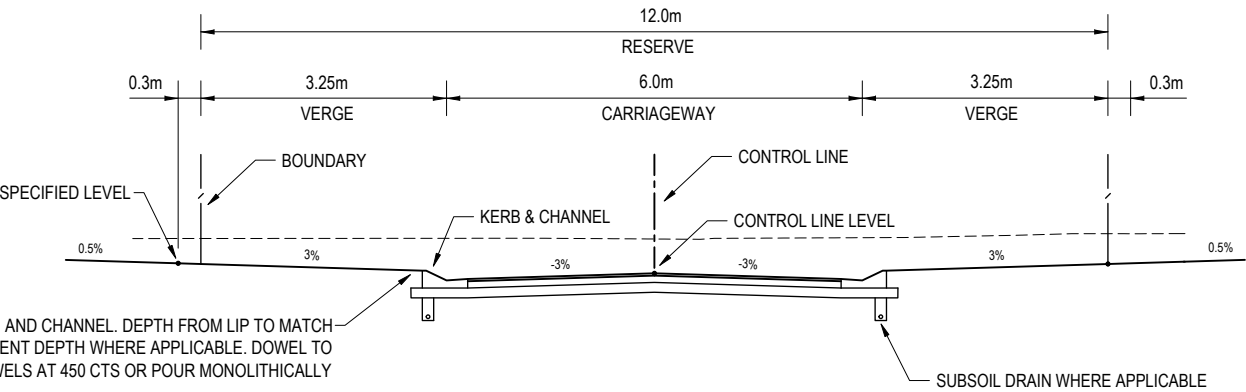 12.0m
RESERVE
0.3m 3.25m 6.0m 3.25m 0.3m
VERGE CARRIAGEWAY VERGE
BOUNDARY
CONTROL LINE
SPECIFIED LEVEL
KERB & CHANNEL
CONTROL LINE LEVEL
0.5% 3% -3% -3% 3% 0.5%
AND CHANNEL. DEPTH FROM LIP TO MATCH
ENT DEPTH WHERE APPLICABLE. DOWEL TO
WELS AT 450 CTS OR POUR MONOLITHICALLY
SUBSOIL DRAIN WHERE APPLICABLE